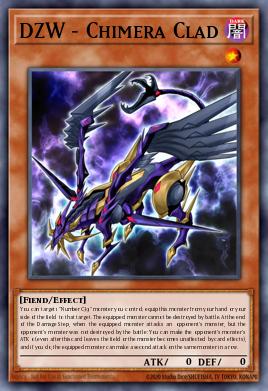 DZW - Chimera Clad
DARK
闇
[Fiend/Effect]
You can target 1 "Number C39" monster you control; equip this monster from your hand or your
side of the field to that target. The equipped monster cannot be destroyed by battle. At the end
of the Damage Step, when the equipped monster attacks an opponent's monster, but the
opponent's monster was not destroyed by the battle: You can make the opponent's monster's
ATK 0 (even after this card leaves the field or the monster becomes unaffected by card effects),
and if you do, the equipped monster can make a second attack on the same monster in a row.
ATK/ 0 DEF/ 0
©2020 Studio Dice/SHUEISHA, TV TOKYO, KONAMI